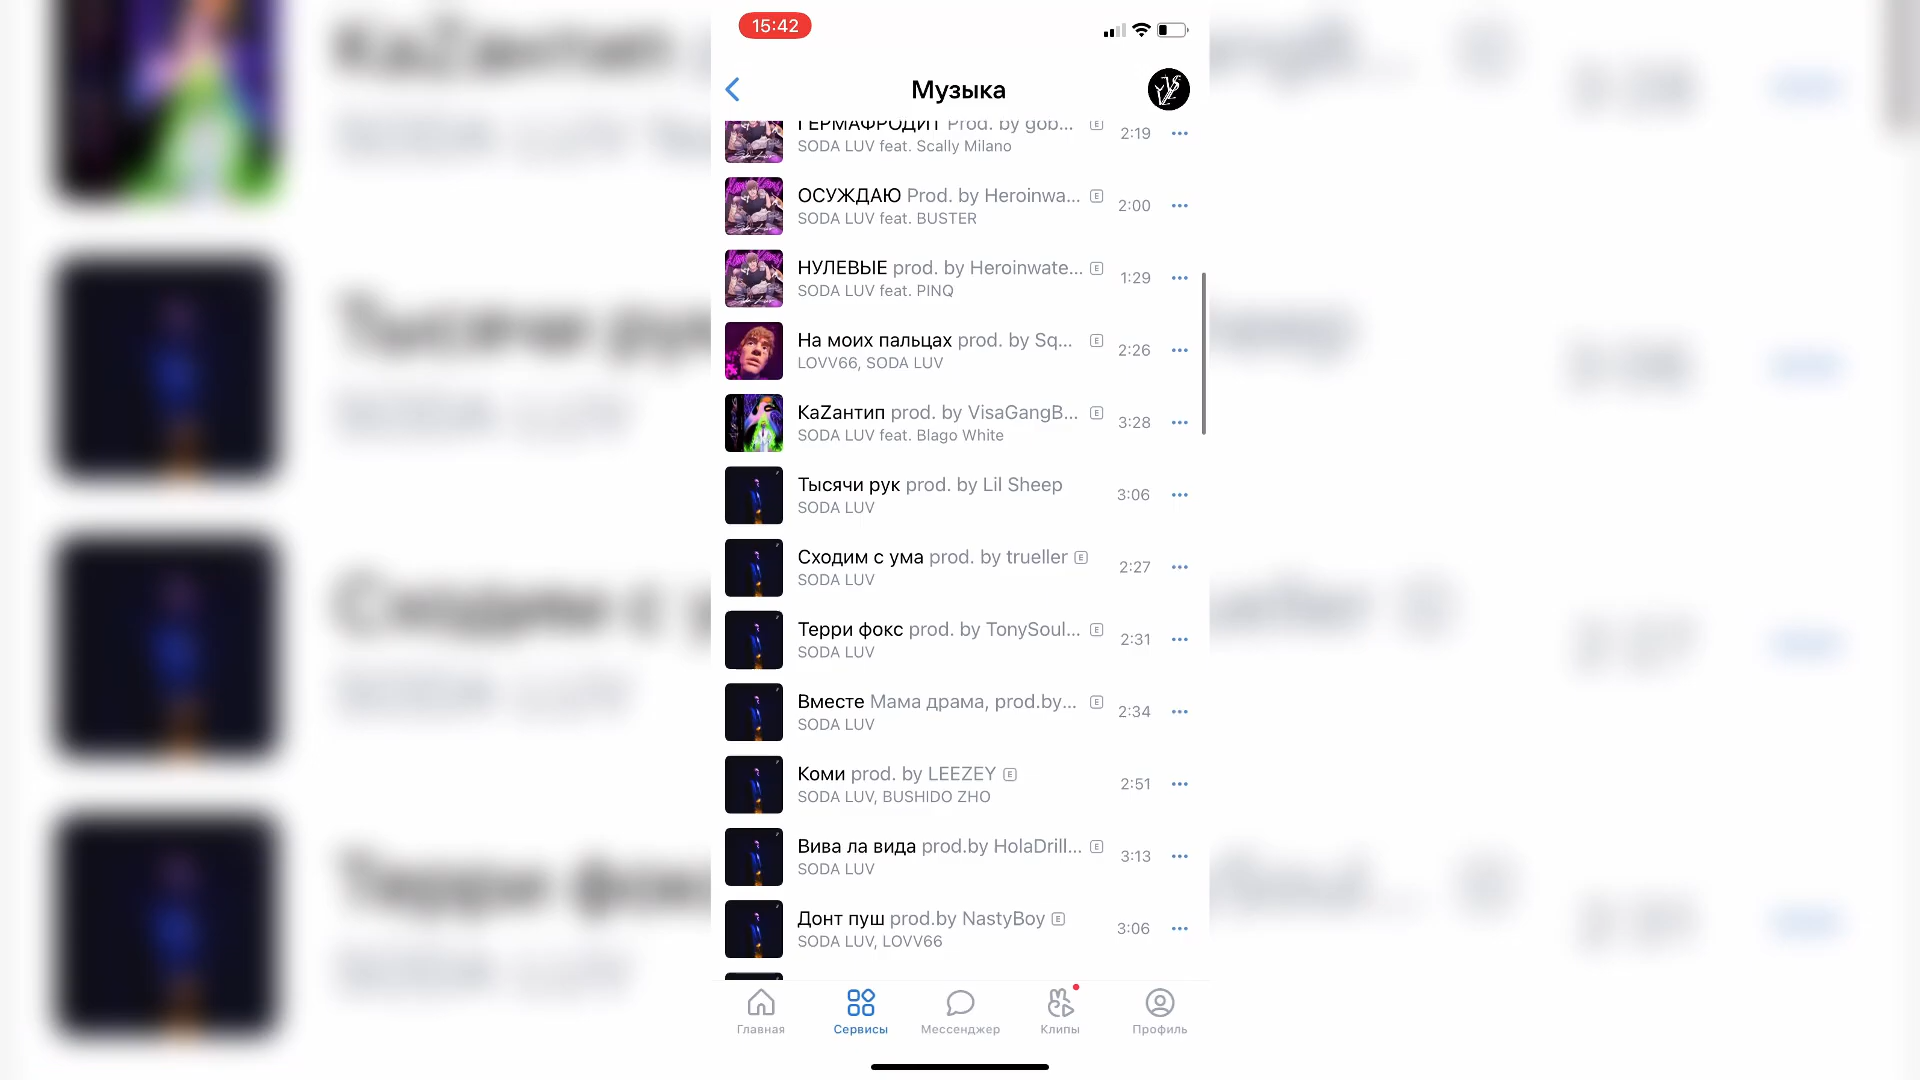 15:42
Музыка
ГЕРМАФРОДИТ Prod. by gob... E
2:19
SODA LUV feat. Scally Milano
ОСУЖДАЮ Prod. by Heroinwa... E
2:00
SODA LUV feat. BUSTER
НУЛЕВЫЕ prod. by Heroinwate... E
1:29
SODA LUV feat. PINQ
На моих пальцах prod. by Sq... E
2:26
LOVV66, SODA LUV
КаZантип prod. by VisaGangB... E
3:28
SODA LUV feat. Blago White
Тысячи рук prod. by Lil Sheep
3:06
SODA LUV
Сходим с ума prod. by trueller E
2:27
SODA LUV
Терри фокс prod. by TonySoul... E
2:31
SODA LUV
Вместе Мама драма, prod.by... E
2:34
SODA LUV
Коми prod. by LEEZEY E
2:51
SODA LUV, BUSHIDO ZHO
Вива ла вида prod.by HolaDrill... E
3:13
SODA LUV
Донт пуш prod.by NastyBoy E
3:06
SODA LUV, LOVV66
Главная
Сервисы
Мессенджер
Клипы
Профиль